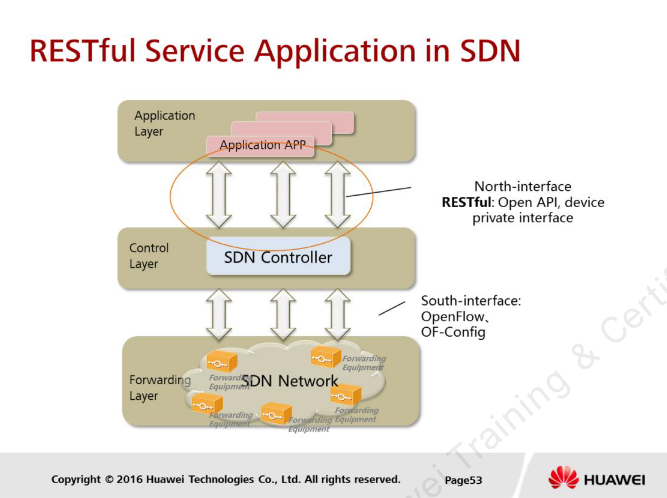 RESTful Service Application in SDN
Application
Layer
Application APP
North-interface
RESTful: Open API, device
private interface
Control
Layer
SDN Controller
South-interface:
OpenFlow、
OF-Config
Forwarding
Layer
SDN Network
Forwarding
Equipment
Forwarding
Equipment
Forwarding
Equipment
Forwarding
Equipment
Forwarding
Equipment
Training & Certi
Copyright © 2016 Huawei Technologies Co., Ltd. All rights reserved.
Page53
HUAWEI